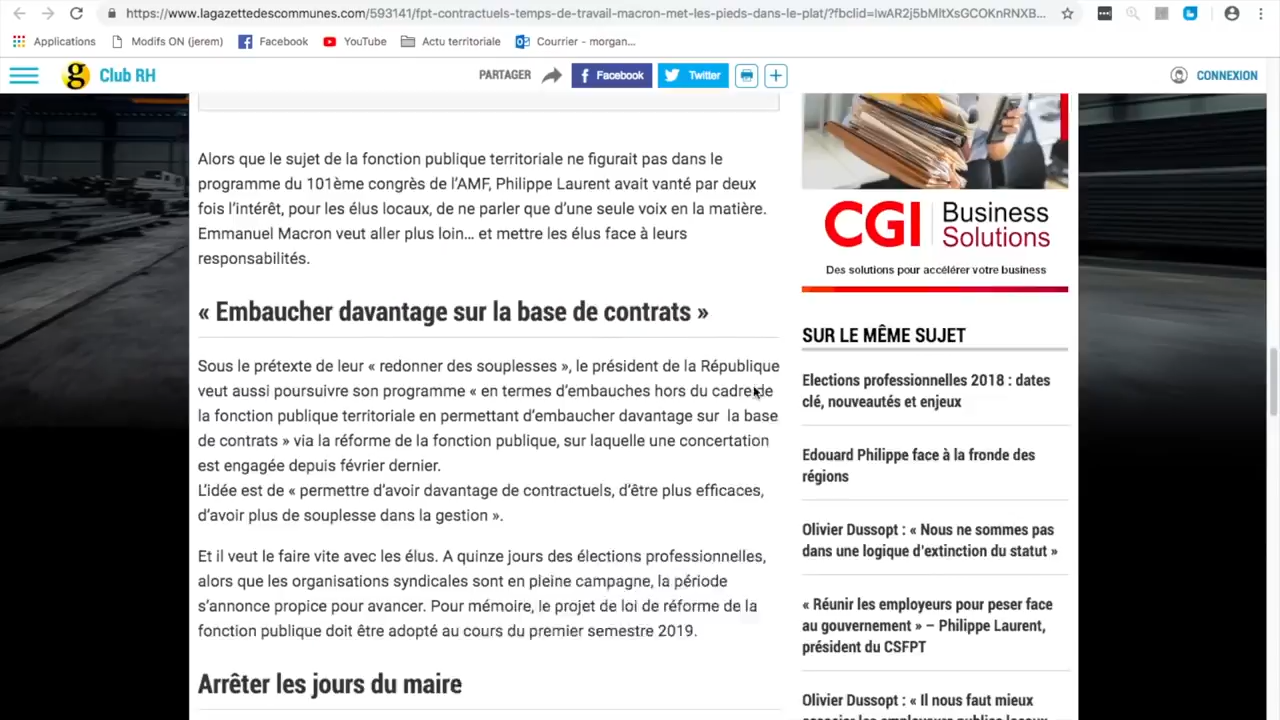 https://www.lagazettedescommunes.com/593141/fpt-contractuels-temps-de-travail-macron-met-les-pieds-dans-le-plat/?fbclid=IwAR2j5bMltXsGCOKnRNXB...
Applications
Modifs ON (jerem)
Facebook
YouTube
Actu territoriale
Courrier - morgan...
g Club RH
PARTAGER
Facebook
Twitter
CONNEXION
Alors que le sujet de la fonction publique territoriale ne figurait pas dans le
programme du 101ème congrès de l’AMF, Philippe Laurent avait vanté par deux
fois l’intérêt, pour les élus locaux, de ne parler que d’une seule voix en la matière.
Emmanuel Macron veut aller plus loin… et mettre les élus face à leurs
responsabilités.
« Embaucher davantage sur la base de contrats »
Sous le prétexte de leur « redonner des souplesses », le président de la République
veut aussi poursuivre son programme « en termes d’embauches hors du cadre de
la fonction publique territoriale en permettant d’embaucher davantage sur la base
de contrats » via la réforme de la fonction publique, sur laquelle une concertation
est engagée depuis février dernier.
L’idée est de « permettre d’avoir davantage de contractuels, d’être plus efficaces,
d’avoir plus de souplesse dans la gestion ».
Et il veut le faire vite avec les élus. A quinze jours des élections professionnelles,
alors que les organisations syndicales sont en pleine campagne, la période
s’annonce propice pour avancer. Pour mémoire, le projet de loi de réforme de la
fonction publique doit être adopté au cours du premier semestre 2019.
Arrêter les jours du maire
CGI Business
Solutions
Des solutions pour accélérer votre business
SUR LE MÊME SUJET
Elections professionnelles 2018 : dates
clé, nouveautés et enjeux
Edouard Philippe face à la fronde des
régions
Olivier Dussopt : « Nous ne sommes pas
dans une logique d’extinction du statut »
« Réunir les employeurs pour peser face
au gouvernement » – Philippe Laurent,
président du CSFPT
Olivier Dussopt : « Il nous faut mieux